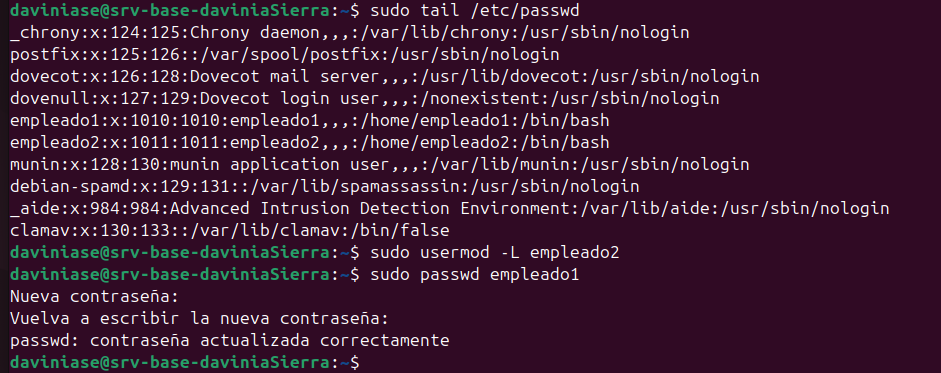 daviniase@srv-base-daviniaSierra:~$ sudo tail /etc/passwd
_chrony:x:124:125:Chrony daemon,,,:/var/lib/chrony:/usr/sbin/nologin
postfix:x:125:126::/var/spool/postfix:/usr/sbin/nologin
dovecot:x:126:128:Dovecot mail server,,,:/usr/lib/dovecot:/usr/sbin/nologin
dovenull:x:127:129:Dovecot login user,,,:/nonexistent:/usr/sbin/nologin
empleado1:x:1010:1010:empleado1,,,:/home/empleado1:/bin/bash
empleado2:x:1011:1011:empleado2,,,:/home/empleado2:/bin/bash
munin:x:128:130:munin application user,,,:/var/lib/munin:/usr/sbin/nologin
debian-spamd:x:129:131::/var/lib/spamassassin:/usr/sbin/nologin
_aide:x:984:984:Advanced Intrusion Detection Environment:/var/lib/aide:/usr/sbin/nologin
clamav:x:130:133::/var/lib/clamav:/bin/false
daviniase@srv-base-daviniaSierra:~$ sudo usermod -L empleado2
daviniase@srv-base-daviniaSierra:~$ sudo passwd empleado1
Nueva contraseña:
Vuelva a escribir la nueva contraseña:
passwd: contraseña actualizada correctamente
daviniase@srv-base-daviniaSierra:~$